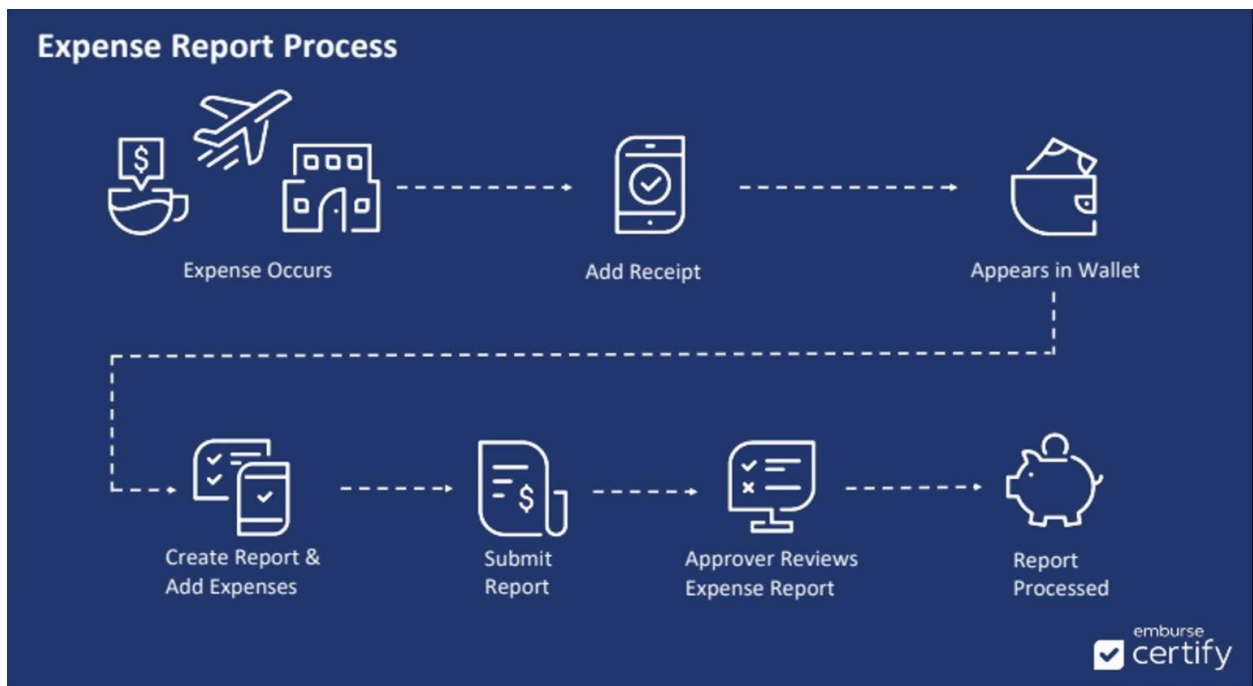 Expense Report Process
$
Expense Occurs
Add Receipt
Appears in Wallet
$
Create Report &
Add Expenses
Submit
Report
Approver Reviews
Expense Report
Report
Processed
emburse
certify